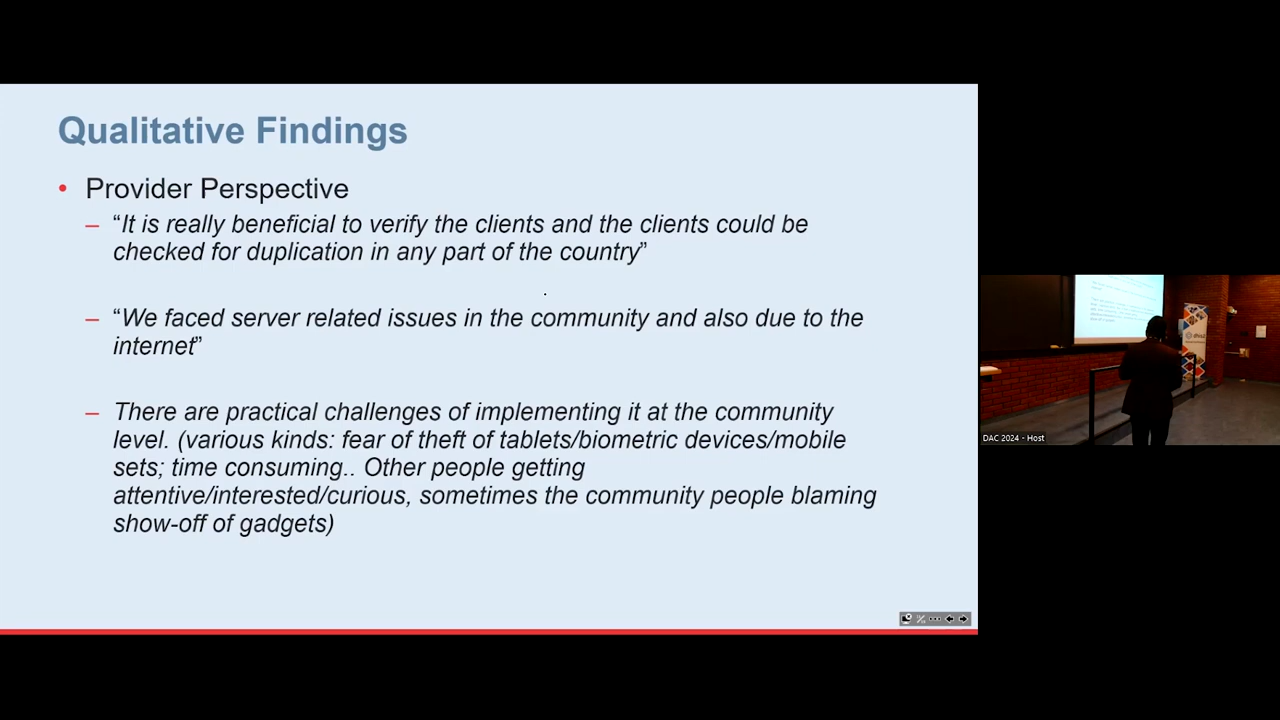 Qualitative Findings
• Provider Perspective
– “It is really beneficial to verify the clients and the clients could be
checked for duplication in any part of the country”
– “We faced server related issues in the community and also due to the
internet”
– There are practical challenges of implementing it at the community
level. (various kinds: fear of theft of tablets/biometric devices/mobile
sets; time consuming.. Other people getting
attentive/interested/curious, sometimes the community people blaming
show-off of gadgets)
DAC 2024 - Host